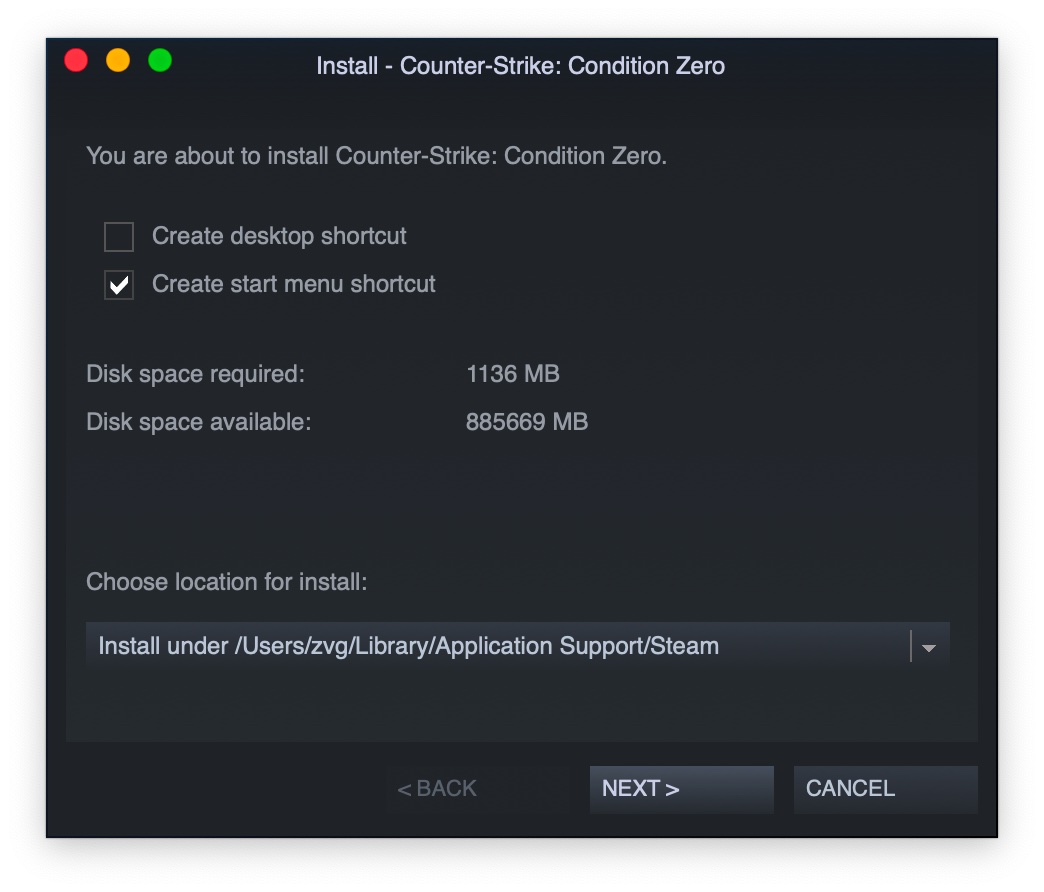 Install - Counter-Strike: Condition Zero
You are about to install Counter-Strike: Condition Zero.
Create desktop shortcut
Create start menu shortcut
Disk space required: 1136 MB
Disk space available: 885669 MB
Choose location for install:
Install under /Users/zvg/Library/Application Support/Steam
< BACK NEXT > CANCEL